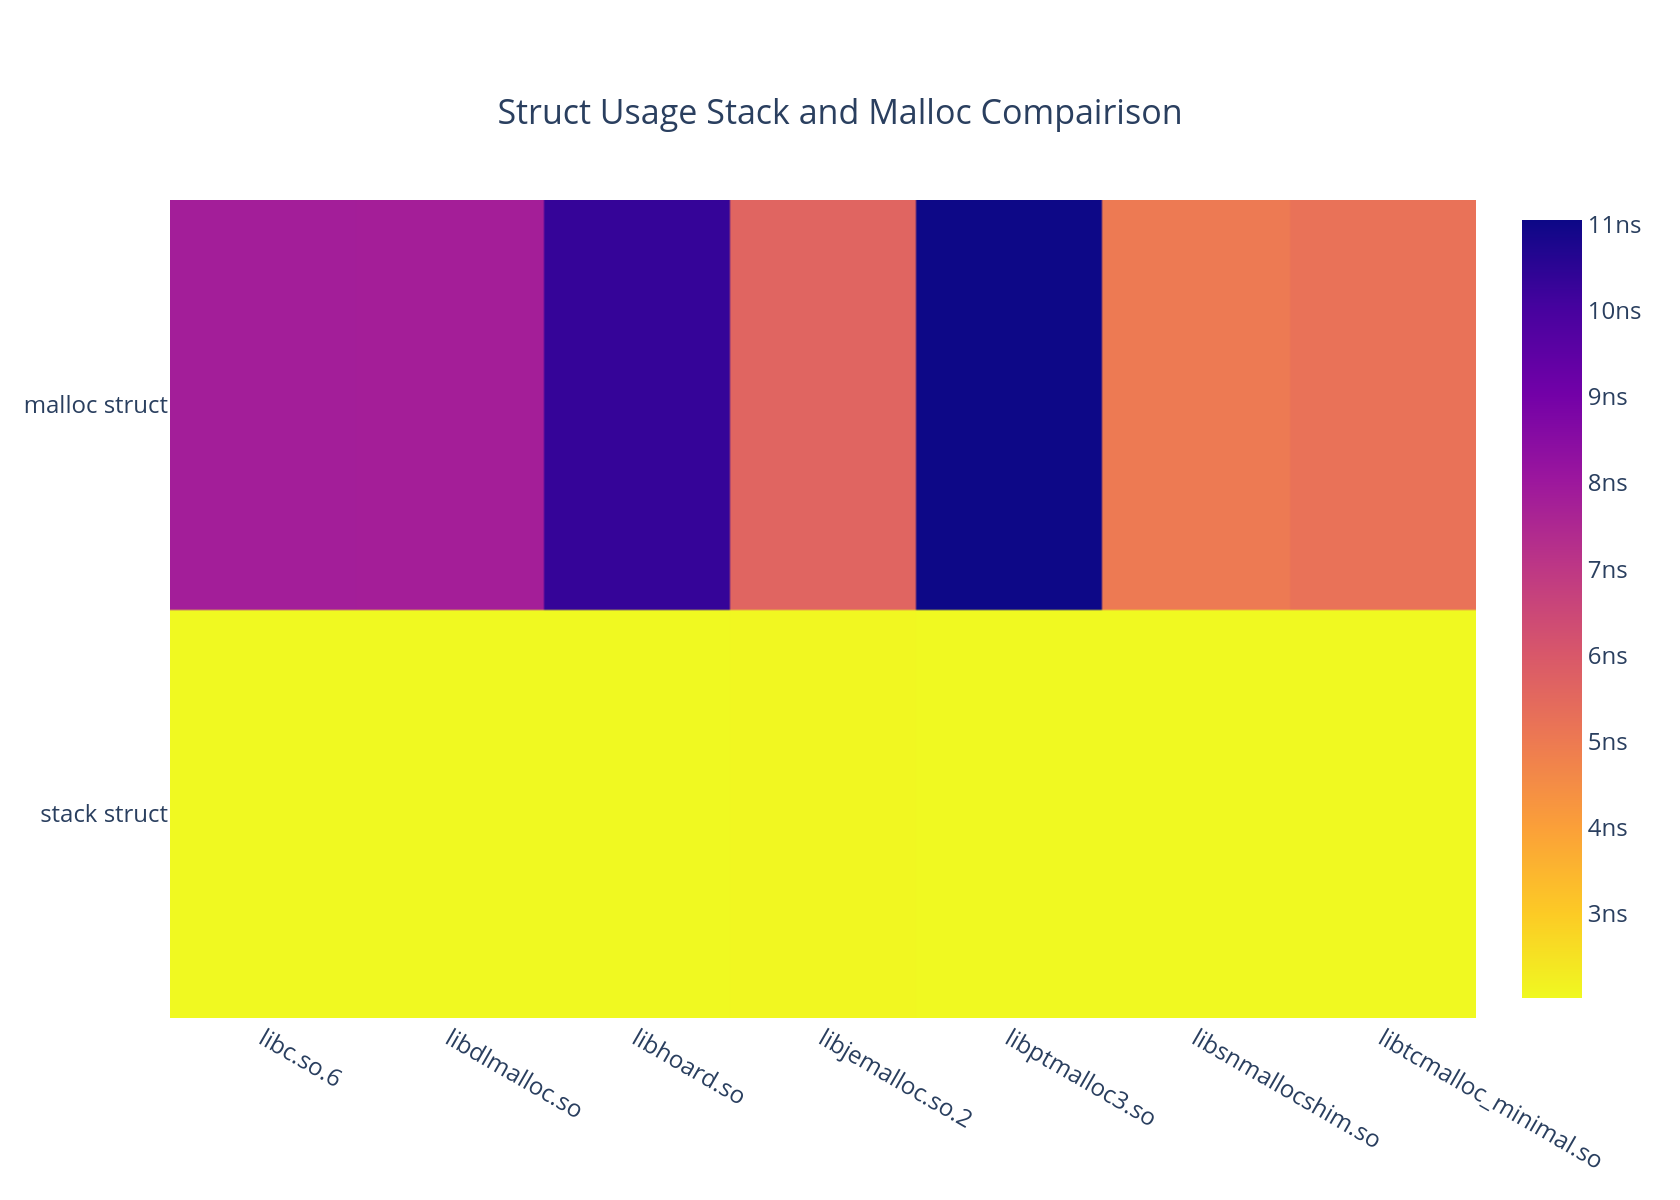 Struct Usage Stack and Malloc Compairison
malloc struct
stack struct
libc.so.6
libdlmalloc.so
libhoard.so
libjemalloc.so.2
libptmalloc3.so
libsnmallocshim.so
libtcmalloc_minimal.so
11ns
10ns
9ns
8ns
7ns
6ns
5ns
4ns
3ns